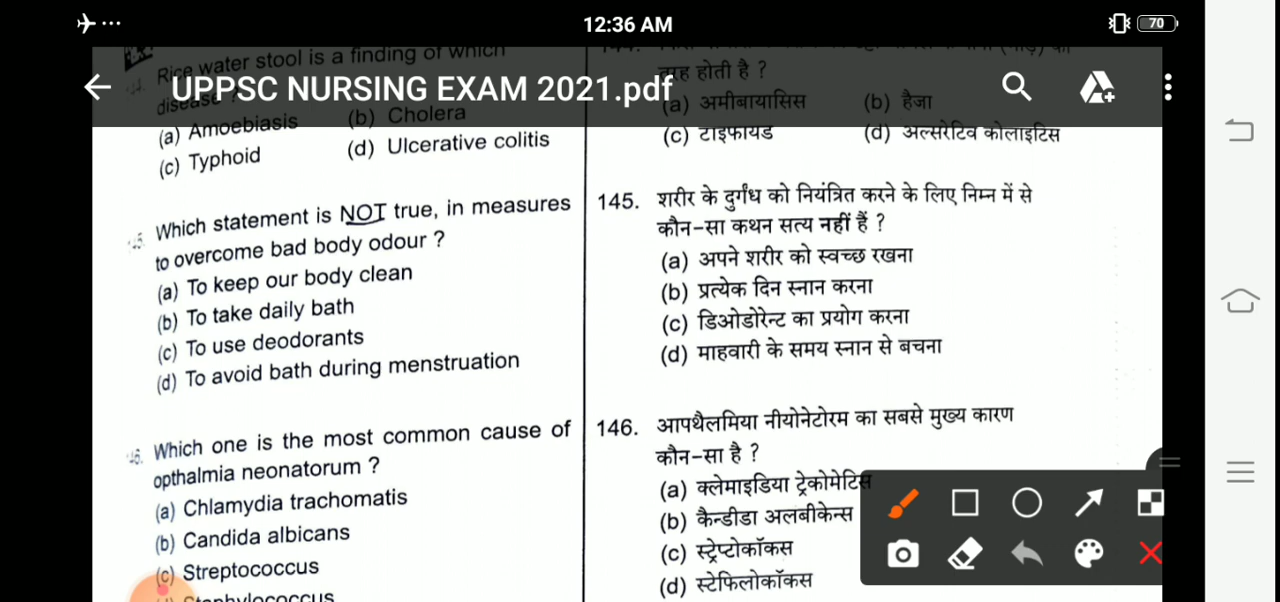 12:36 AM
70
UPPSC NURSING EXAM 2021.pdf
Rice water stool is a finding of which
disease ?
(a) Amoebiasis (b) Cholera
(c) Typhoid (d) Ulcerative colitis
Which statement is NOT true, in measures
to overcome bad body odour ?
(a) To keep our body clean
(b) To take daily bath
(c) To use deodorants
(d) To avoid bath during menstruation
Which one is the most common cause of
opthalmia neonatorum ?
(a) Chlamydia trachomatis
(b) Candida albicans
(c) Streptococcus
Staphylococcus
तरह होती है ?
(a) अमीबायासिस (b) हैजा
(c) टाइफायड (d) अल्सरेटिव कोलाइटिस
145. शरीर के दुर्गंध को नियंत्रित करने के लिए निम्न में से
कौन-सा कथन सत्य नहीं हैं ?
(a) अपने शरीर को स्वच्छ रखना
(b) प्रत्येक दिन स्नान करना
(c) डिओडोरेन्ट का प्रयोग करना
(d) माहवारी के समय स्नान से बचना
146. आपथैलमिया नीयोनेटोरम का सबसे मुख्य कारण
कौन-सा है ?
(a) क्लेमाइडिया ट्रेकोमेटिस
(b) कैन्डीडा अलबीकेन्स
(c) स्ट्रेप्टोकॉकस
(d) स्टेफिलोकॉकस